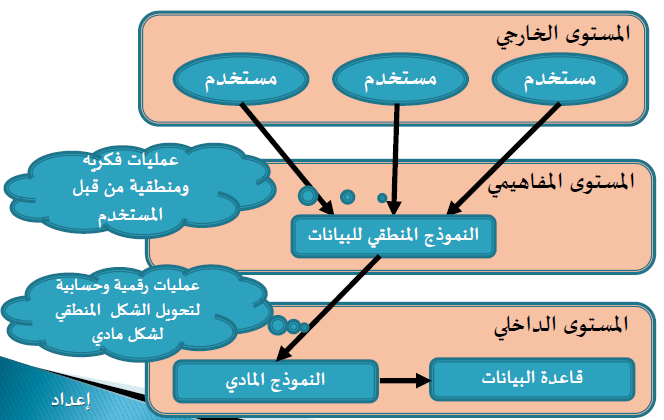 المستوى الخارجي
مستخدم
مستخدم
مستخدم
عمليات فكريه
ومنطقية من قبل
المستخدم
المستوى المفاهيمي
النموذج المنطقي للبيانات
عمليات رقمية وحسابية
لتحويل الشكل المنطقي
لشكل مادي
المستوى الداخلي
النموذج المادي
قاعدة البيانات
إعداد